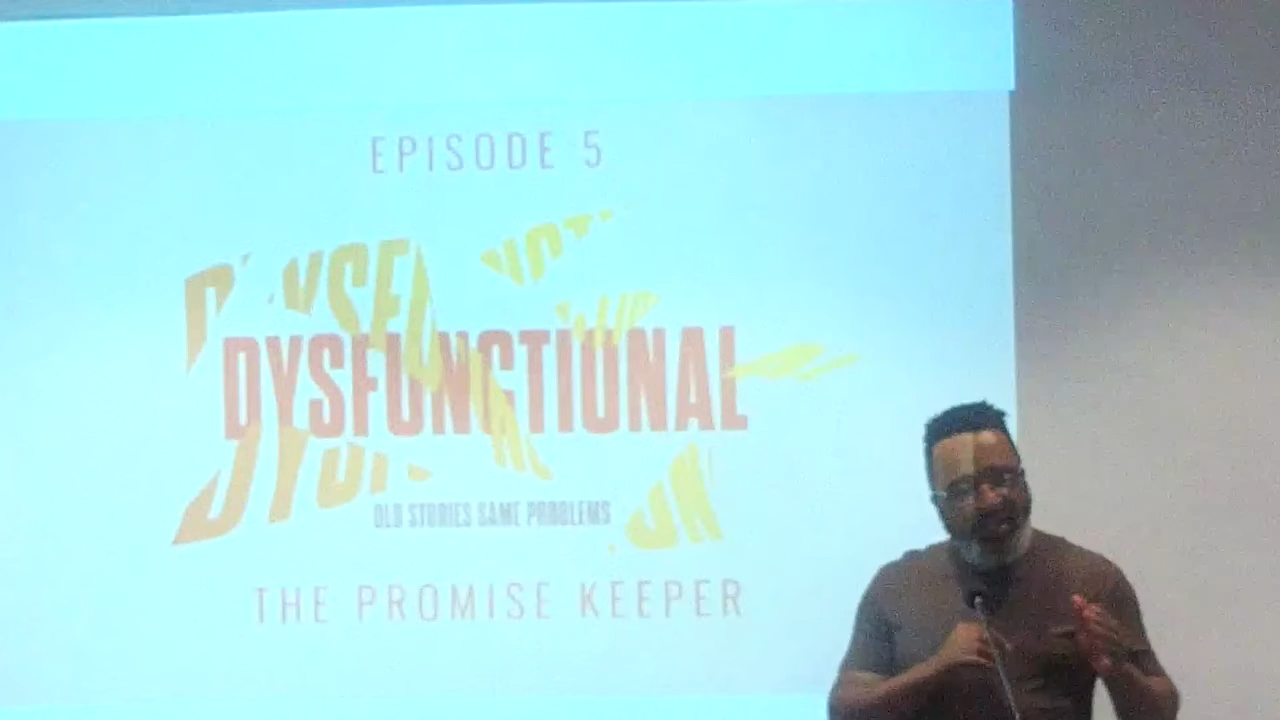 EPISODE 5
DYSFUNCTIONAL
OLD STORIES SAME PROBLEMS
THE PROMISE KEEPER